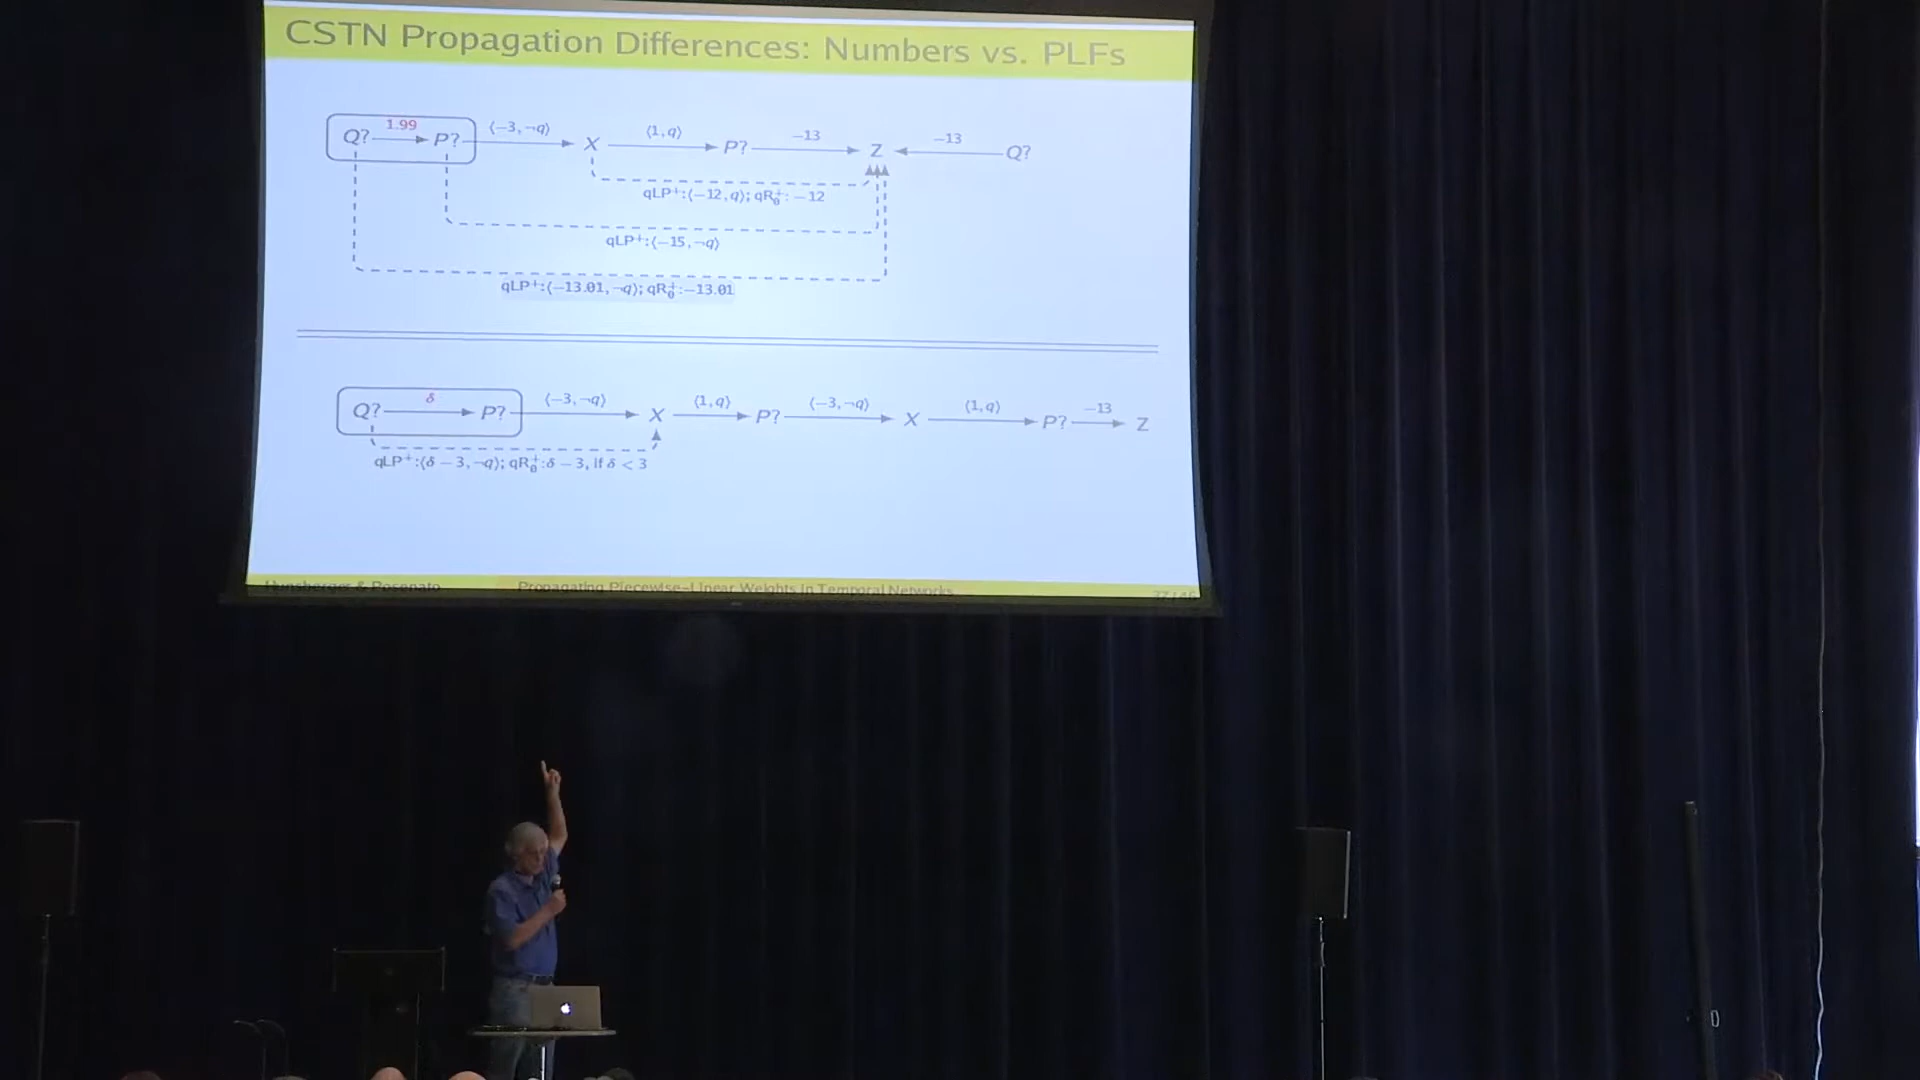 CSTN Propagation Differences: Numbers vs. PLFs
Q? 1.99 P? ⟨−3, ¬q⟩ X ⟨1, q⟩ P? −13 Z −13 Q?
qLP⁺:⟨−12, q⟩; qR₀⁺: −12
qLP⁺:⟨−15, ¬q⟩
qLP⁺:⟨−13.01, ¬q⟩; qR₀⁺:−13.01
Q? δ P? ⟨−3, ¬q⟩ X ⟨1, q⟩ P? ⟨−3, ¬q⟩ X ⟨1, q⟩ P? −13 Z
qLP⁺:⟨δ − 3, ¬q⟩; qR₀⁺:δ − 3, if δ < 3
Hunsberger & Posenato Propagating Piecewise-Linear Weights in Temporal Networks